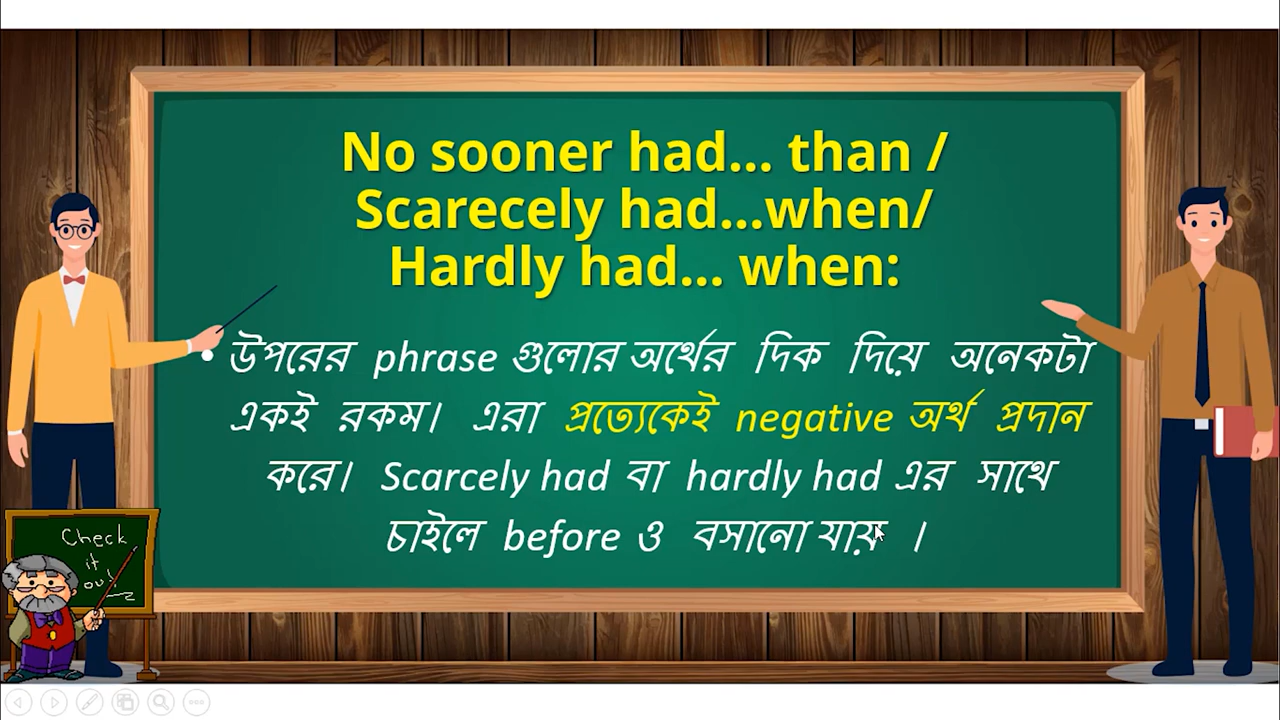 No sooner had... than /
Scarecely had...when/
Hardly had... when:
• উপরের phrase গুলোর অর্থের দিক দিয়ে অনেকটা
একই রকম। এরা প্রত্যেকেই negative অর্থ প্রদান
করে। Scarcely had বা hardly had এর সাথে
চাইলে before ও বসানো যায় ।
Check
it
out!